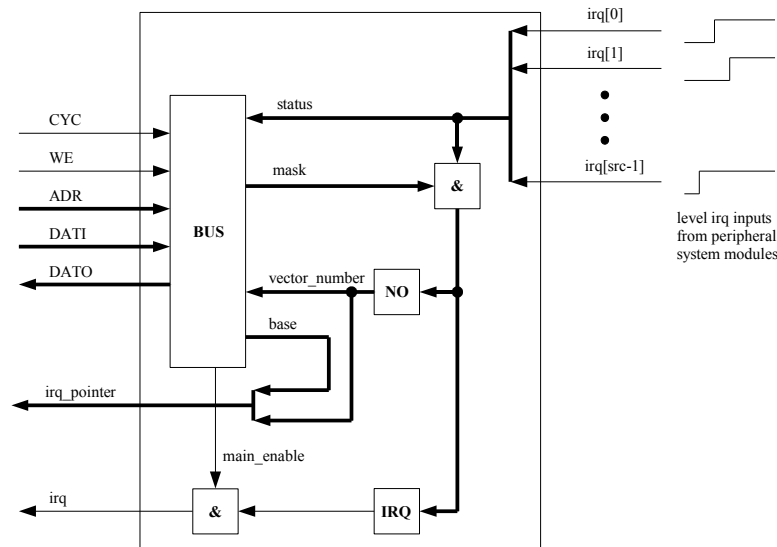 irq[0]
irq[1]
irq[src-1]
level irq inputs
from peripheral
system modules
CYC
WE
ADR
DATI
DATO
BUS
status
mask
&
vector_number
NO
base
irq_pointer
main_enable
irq
&
IRQ